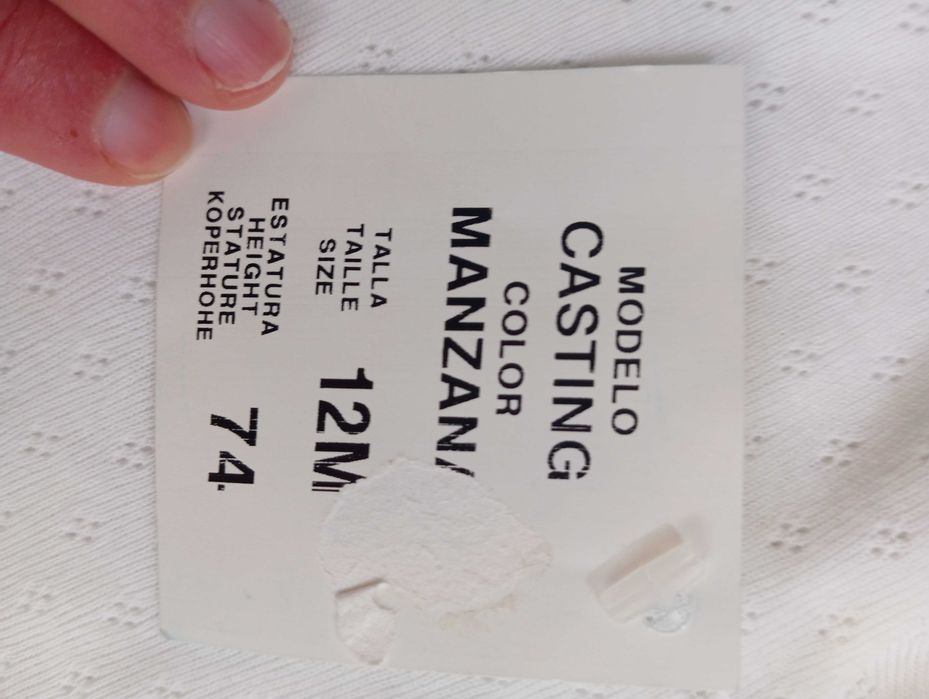 MODELO
CASTING
COLOR
MANZAN
TALLA
TAILLE
SIZE
12M
ESTATURA
HEIGHT
STATURE
KOPERHOHE
74.